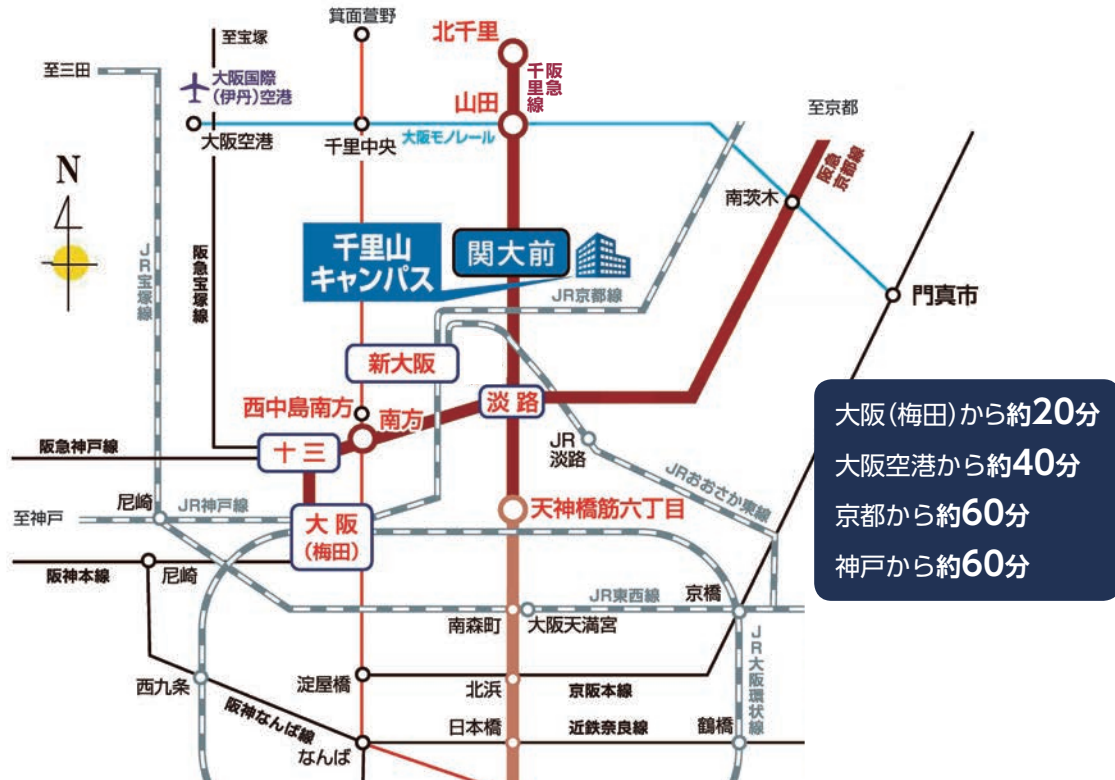 箕面萱野
至宝塚
北千里
阪急
千里線
至三田
大阪国際
(伊丹)空港
山田
大阪空港
千里中央
大阪モノレール
至京都
阪急
京都線
N
南茨木
千里山
キャンパス
関大前
JR宝塚線
阪急宝塚線
JR京都線
門真市
新大阪
西中島南方
南方
淡路
十三
阪急神戸線
JR
淡路
JRおおさか東線
大阪(梅田)から約20分
大阪空港から約40分
京都から約60分
神戸から約60分
尼崎
JR神戸線
至神戸
大阪
(梅田)
天神橋筋六丁目
阪神本線
尼崎
JR東西線
京橋
南森町
大阪天満宮
JR大阪環状線
西九条
淀屋橋
北浜
京阪本線
阪神なんば線
なんば
日本橋
近鉄奈良線
鶴橋